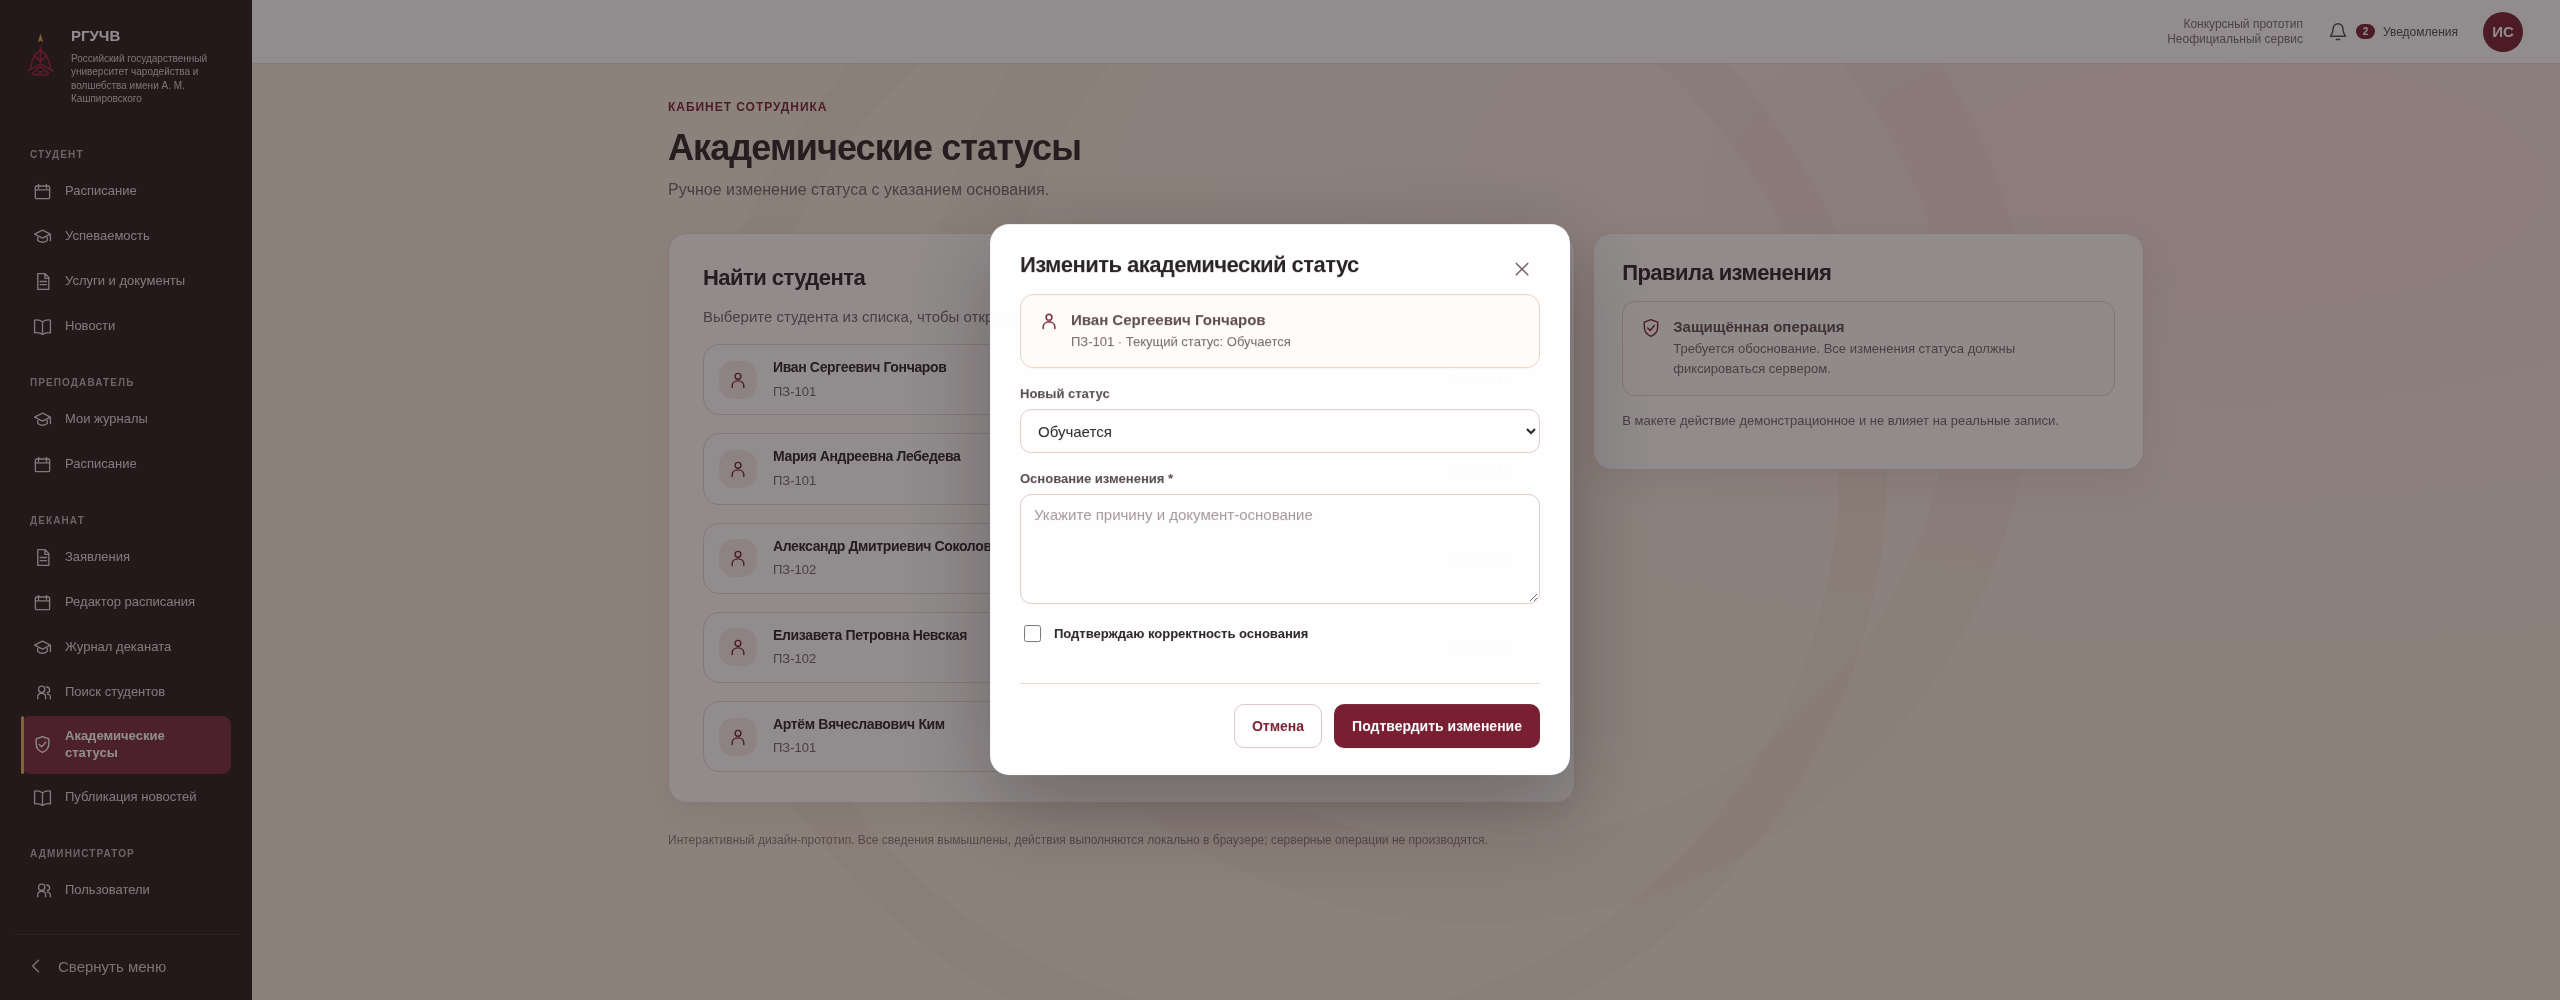 РГУЧВ
Российский государственный
университет чародейства и
волшебства имени А. М.
Кашпировского
СТУДЕНТ
Расписание
Успеваемость
Услуги и документы
Новости
ПРЕПОДАВАТЕЛЬ
Мои журналы
Расписание
ДЕКАНАТ
Заявления
Редактор расписания
Журнал деканата
Поиск студентов
Академические
статусы
Публикация новостей
АДМИНИСТРАТОР
Пользователи
Свернуть меню
Конкурсный прототип
Неофициальный сервис
2
Уведомления
ИС
КАБИНЕТ СОТРУДНИКА
Академические статусы
Ручное изменение статуса с указанием основания.
Найти студента
Выберите студента из списка, чтобы
Иван Сергеевич Гончаров
ПЗ-101
Мария Андреевна Лебедева
ПЗ-101
Александр Дмитриевич Соколов
ПЗ-102
Елизавета Петровна Невская
ПЗ-102
Артём Вячеславович Ким
ПЗ-101
Изменить академический статус
Иван Сергеевич Гончаров
ПЗ-101 · Текущий статус: Обучается
Новый статус
Обучается
Основание изменения *
Укажите причину и документ-основание
Подтверждаю корректность основания
Отмена
Подтвердить изменение
Правила изменения
Защищённая операция
Требуется обоснование. Все изменения статуса должны
фиксироваться сервером.
В макете действие демонстрационное и не влияет на реальные записи.
Интерактивный дизайн-прототип. Все сведения вымышлены, действия выполняются локально в браузере; серверные операции не производятся.